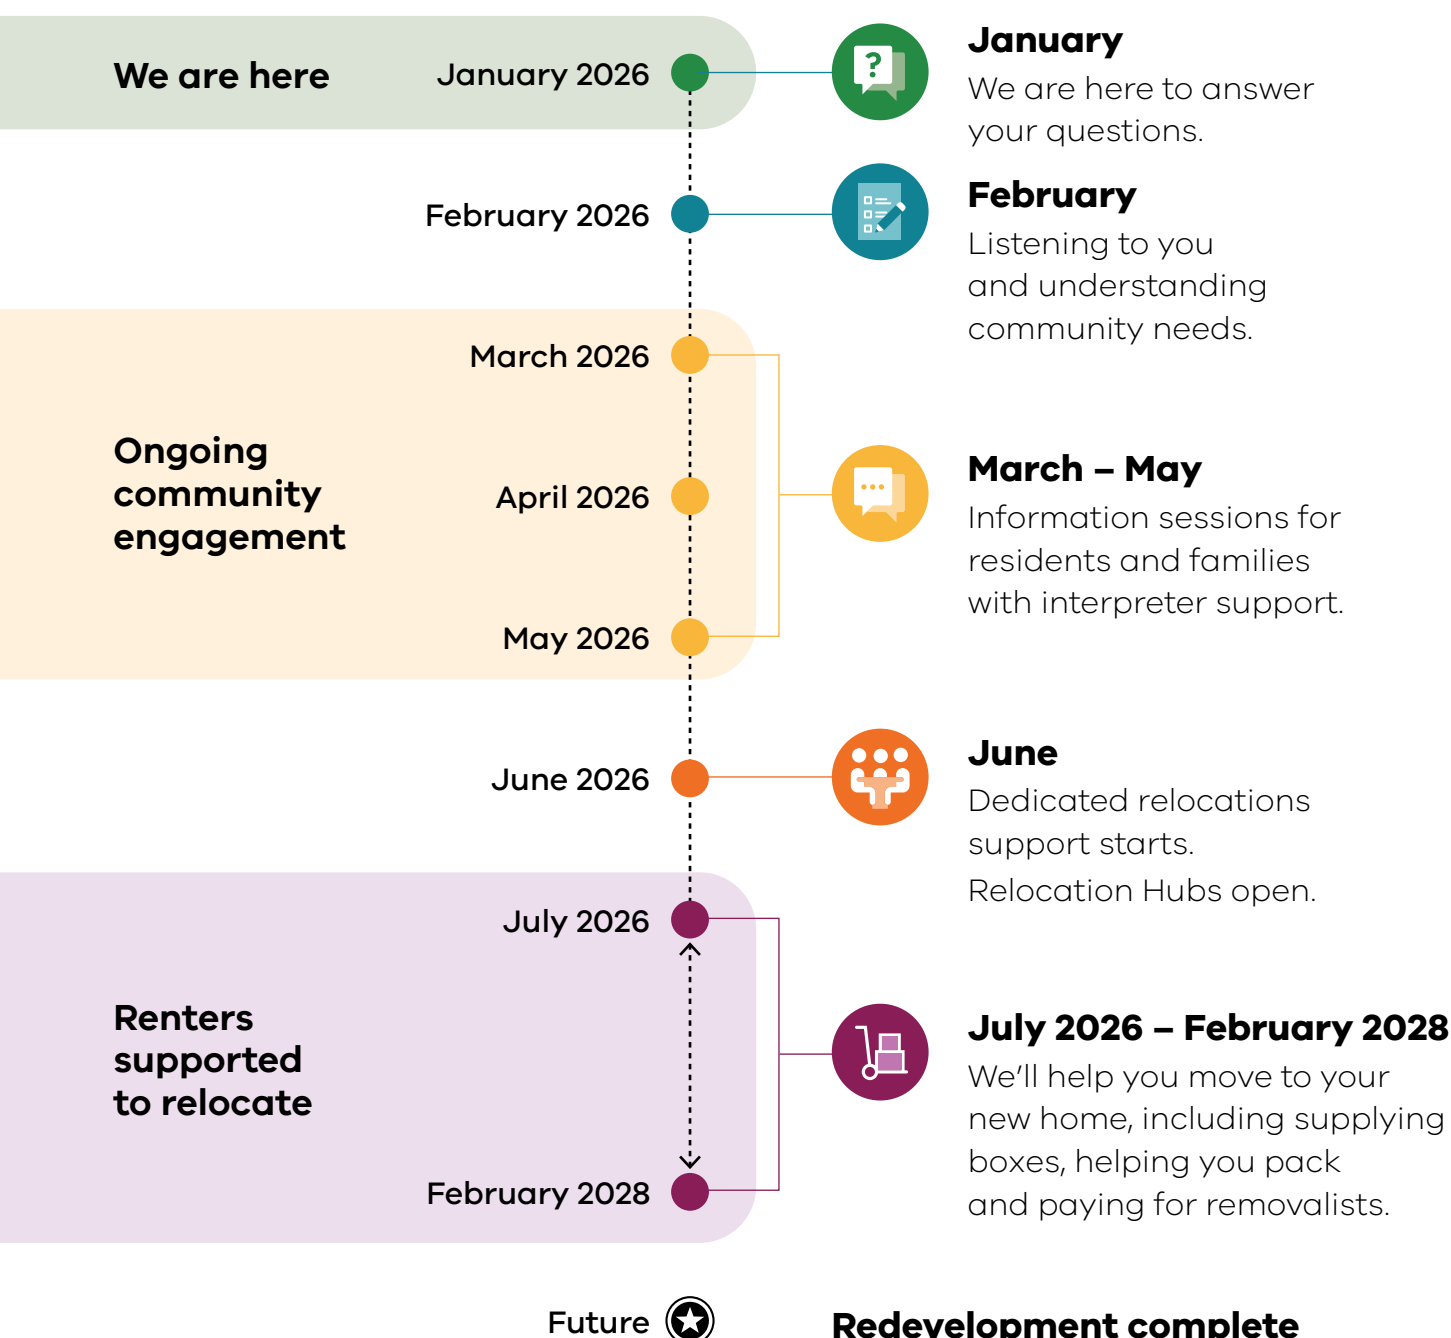 We are here
January 2026
?
January
We are here to answer
your questions.
February 2026
February
Listening to you
and understanding
community needs.
Ongoing
community
engagement
March 2026
April 2026
May 2026
March – May
Information sessions for
residents and families
with interpreter support.
June 2026
June
Dedicated relocations
support starts.
Relocation Hubs open.
Renters
supported
to relocate
July 2026
February 2028
July 2026 – February 2028
We’ll help you move to your
new home, including supplying
boxes, helping you pack
and paying for removalists.
Future
Redevelopment complete